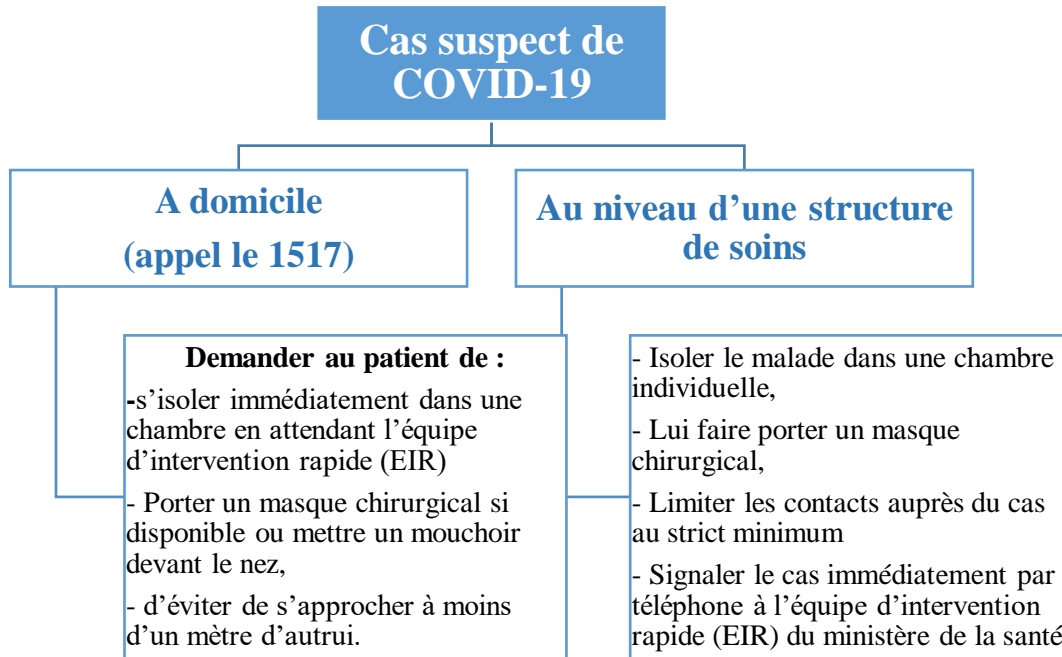 Cas suspect de
COVID-19
A domicile
(appel le 1517)
Au niveau d’une structure
de soins
Demander au patient de :
-s’isoler immédiatement dans une
chambre en attendant l’équipe
d’intervention rapide (EIR)
- Porter un masque chirurgical si
disponible ou mettre un mouchoir
devant le nez,
- d’éviter de s’approcher à moins
d’un mètre d’autrui.
- Isoler le malade dans une chambre
individuelle,
- Lui faire porter un masque
chirurgical,
- Limiter les contacts auprès du cas
au strict minimum
- Signaler le cas immédiatement par
téléphone à l’équipe d’intervention
rapide (EIR) du ministère de la santé